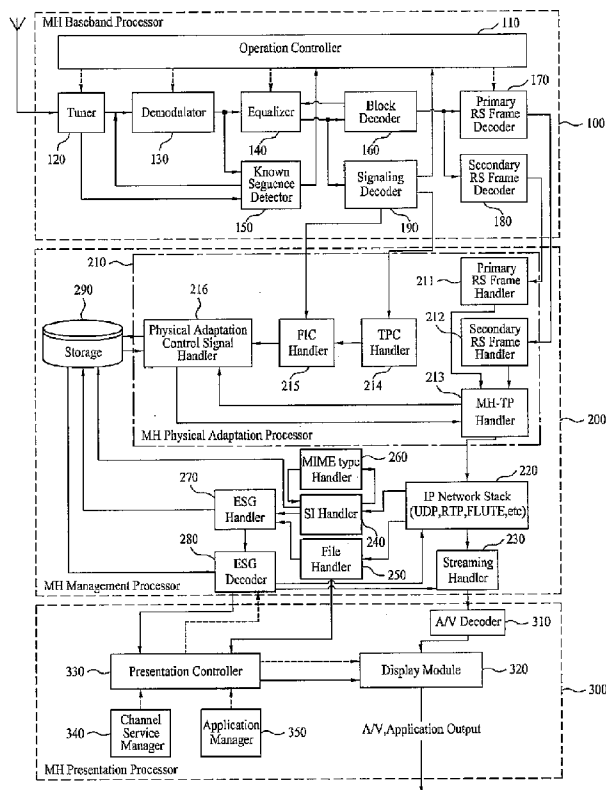 MH Baseband Processor
110
Operation Controller
170
Tuner
Demodalator
Equalizer
Block
Decoder
Primary
RS Frame
Decoder
120
130
140
160
100
Known
Seguence
Detector
Signaling
Decoder
Secondary
RS Frame
Decoder
150
190
180
210
290
216
211
Primary
RS Frame
Handler
Storage
Physical Adaptation
Control Signal
Handler
FIC
Handler
TPC
Handler
212
Secondary
RS Frame
Handler
215
214
213
MH-TP
Handler
200
MH Physical Adaptation Processor
MIME type
Handler
260
270
220
ESG
Handler
SI Handler
IP Network Stack
(UDP,RTP,FLUTE,etc)
240
280
230
ESG
Decoder
File
Handler
250
Streaming
Handler
MH Management Processor
A/V Decoder
310
330
Presentation Controller
Display Module
320
300
340
Channel
Service
Manager
Application
Manager
350
A/V,Application Output
MH Presentation Processor